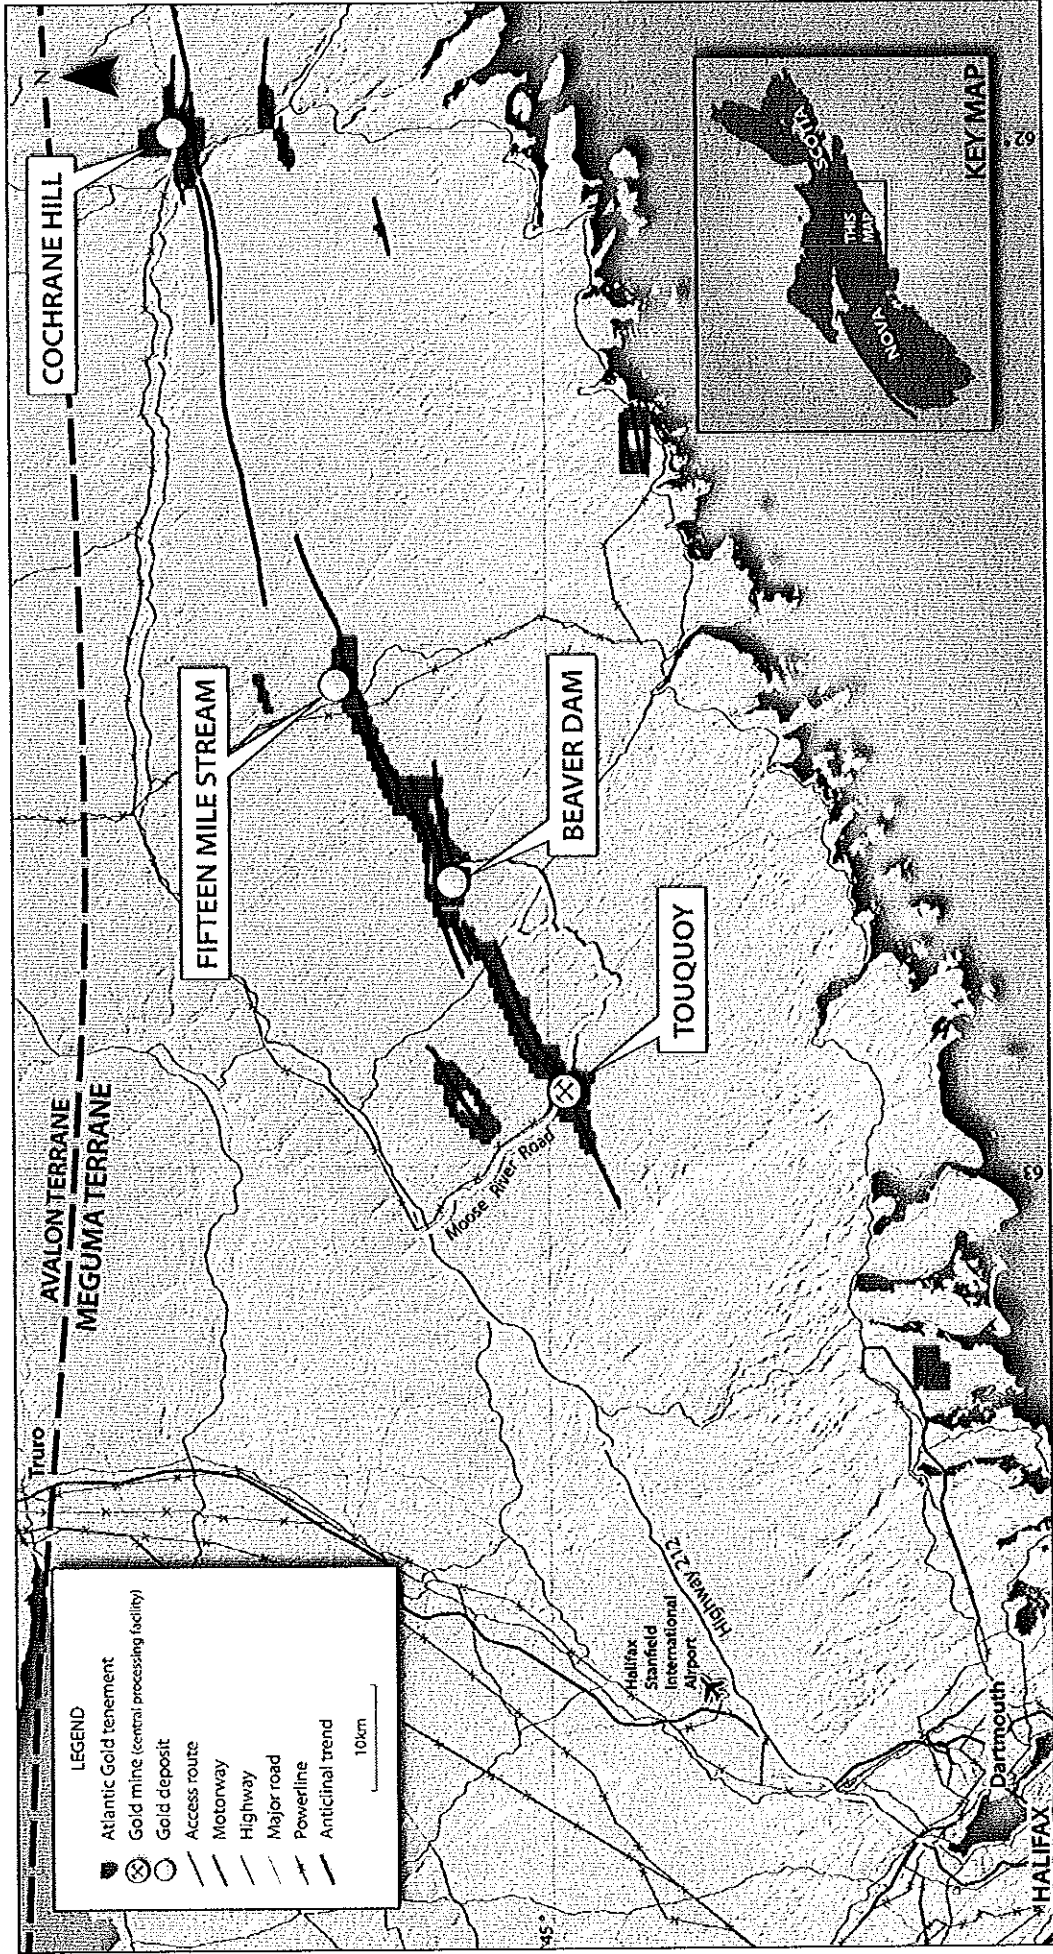 LEGEND
Atlantic Gold tenement
Gold mine (central processing facility)
Gold deposit
Access route
Motorway
Highway
Major road
Powerline
Anticlinal trend
10km
Truro
AVALON TERRANE
MEGUMA TERRANE
FIFTEEN MILE STREAM
COCHRANE HILL
N
BEAVER DAM
TOUQUOY
Moose River Road
Highway 212
Halifax
Stanfield
International
Airport
45°
Dartmouth
HALIFAX
63
62°
NOVA
SCOTIA
THIS
MAP
KEY MAP